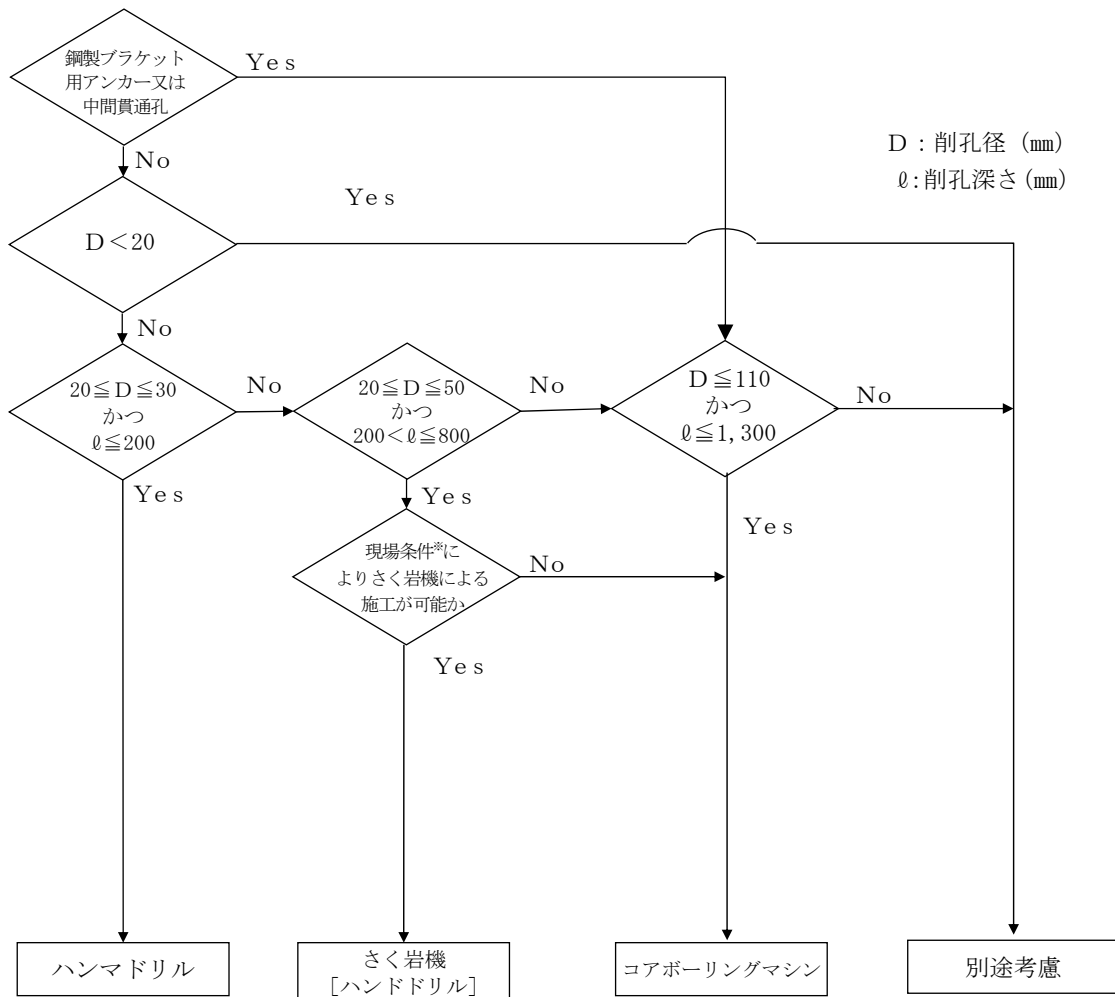 鋼製ブラケット
用アンカー又は
中間貫通孔
Yes
No
D：削孔径（㎜）
ℓ：削孔深さ(㎜)
D＜20
Yes
No
20≦D≦30
かつ
ℓ≦200
No
Yes
20≦D≦50
かつ
200<ℓ≦800
No
Yes
D≦110
かつ
ℓ≦1,300
No
Yes
現場条件※に
よりさく岩機による
施工が可能か
No
Yes
ハンマドリル
さく岩機
[ハンドドリル]
コアボーリングマシン
別途考慮